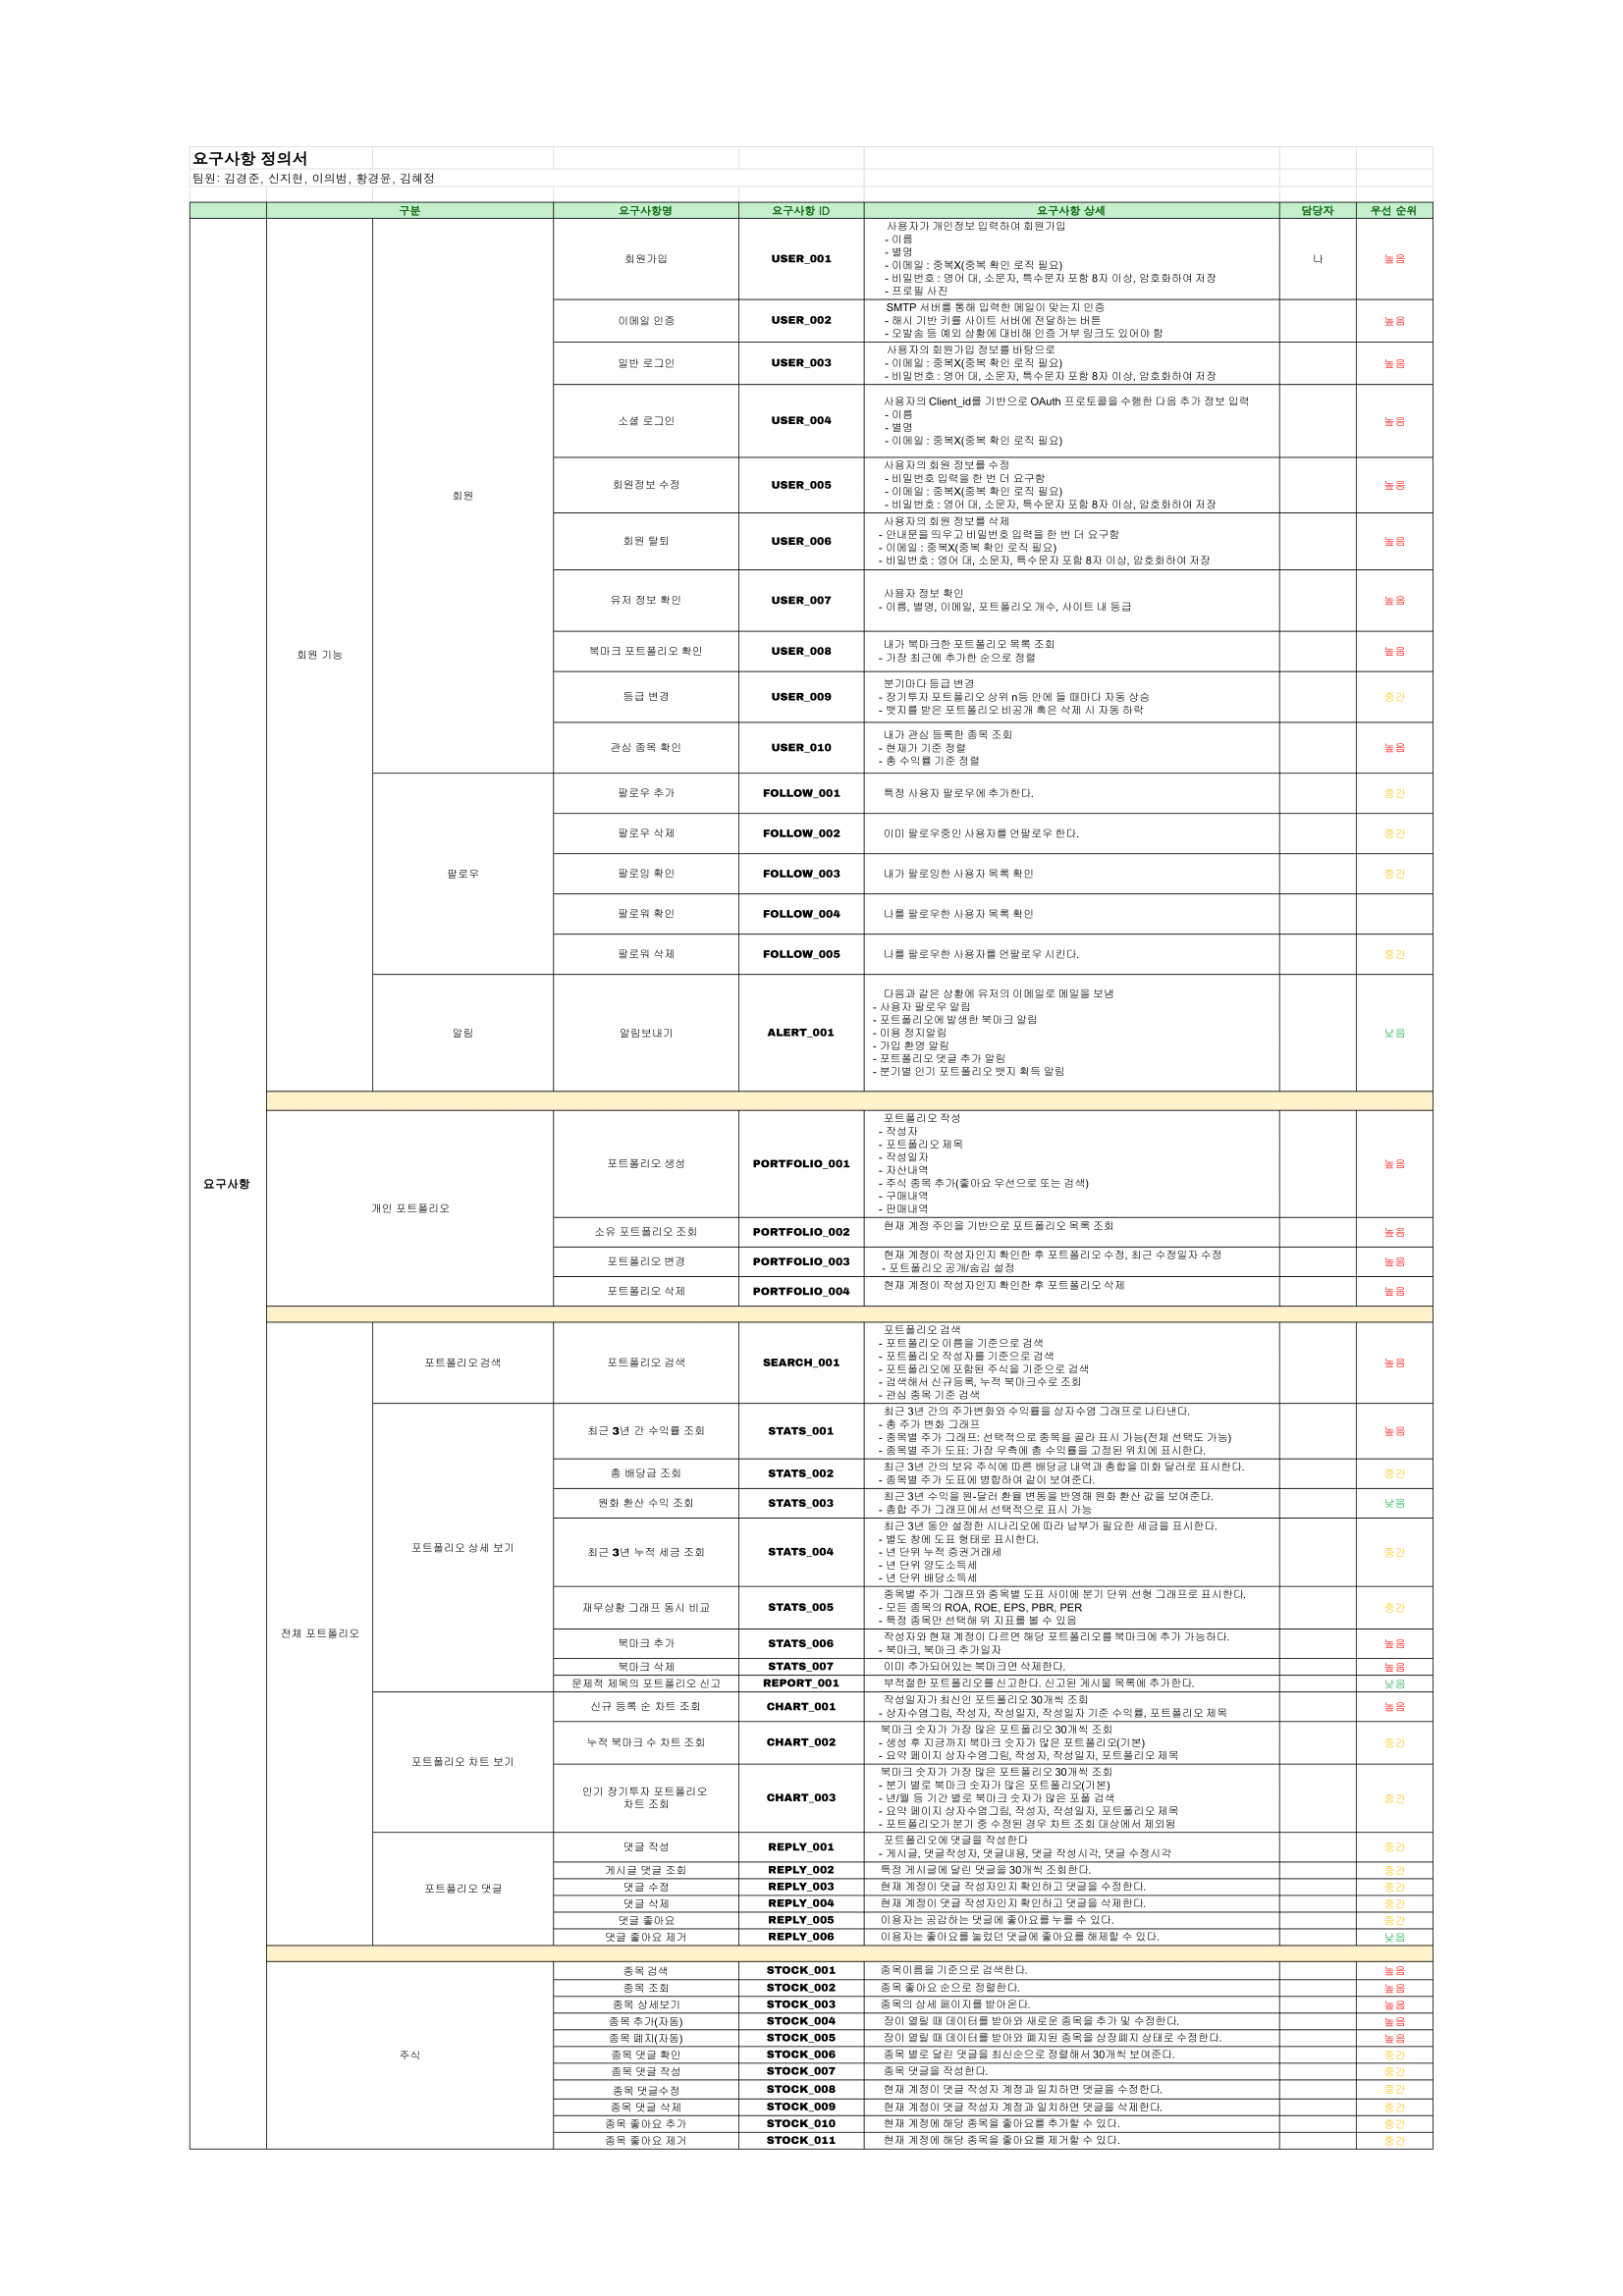 요구사항 정의서
팀원: 김경준, 신지현, 이의범, 황경윤, 김혜정
구분 요구사항명 요구사항 ID 요구사항 상세 담당자 우선 순위
요구사항
회원 기능
회원
회원가입 USER_001
사용자가 개인정보 입력하여 회원가입
- 이름
- 별명
- 이메일 : 중복X(중복 확인 로직 필요)
- 비밀번호 : 영어 대, 소문자, 특수문자 포함 8자 이상, 암호화하여 저장
- 프로필 사진
나 높음
이메일 인증 USER_002
SMTP 서버를 통해 입력한 메일이 맞는지 인증
- 해시 기반 키를 사이트 서버에 전달하는 버튼
- 오발송 등 예외 상황에 대비해 인증 거부 링크도 있어야 함
높음
일반 로그인 USER_003
사용자의 회원가입 정보를 바탕으로
- 이메일 : 중복X(중복 확인 로직 필요)
- 비밀번호 : 영어 대, 소문자, 특수문자 포함 8자 이상, 암호화하여 저장
높음
소셜 로그인 USER_004
사용자의 Client_id를 기반으로 OAuth 프로토콜을 수행한 다음 추가 정보 입력
- 이름
- 별명
- 이메일 : 중복X(중복 확인 로직 필요)
높음
회원정보 수정 USER_005
사용자의 회원 정보를 수정
- 비밀번호 입력을 한 번 더 요구함
- 이메일 : 중복X(중복 확인 로직 필요)
- 비밀번호 : 영어 대, 소문자, 특수문자 포함 8자 이상, 암호화하여 저장
높음
회원 탈퇴 USER_006
사용자의 회원 정보를 삭제
- 안내문을 띄우고 비밀번호 입력을 한 번 더 요구함
- 이메일 : 중복X(중복 확인 로직 필요)
- 비밀번호 : 영어 대, 소문자, 특수문자 포함 8자 이상, 암호화하여 저장
높음
유저 정보 확인 USER_007
사용자 정보 확인
- 이름, 별명, 이메일, 포트폴리오 개수, 사이트 내 등급
높음
북마크 포트폴리오 확인 USER_008
내가 북마크한 포트폴리오 목록 조회
- 가장 최근에 추가한 순으로 정렬
높음
등급 변경 USER_009
분기마다 등급 변경
- 장기투자 포트폴리오 상위 n등 안에 들 때마다 자동 상승
- 뱃지를 받은 포트폴리오 비공개 혹은 삭제 시 자동 하락
중간
관심 종목 확인 USER_010
내가 관심 등록한 종목 조회
- 현재가 기준 정렬
- 총 수익률 기준 정렬
높음
팔로우
팔로우 추가 FOLLOW_001 특정 사용자 팔로우에 추가한다. 중간
팔로우 삭제 FOLLOW_002 이미 팔로우중인 사용자를 언팔로우 한다. 중간
팔로잉 확인 FOLLOW_003 내가 팔로잉한 사용자 목록 확인 중간
팔로워 확인 FOLLOW_004 나를 팔로우한 사용자 목록 확인
팔로워 삭제 FOLLOW_005 나를 팔로우한 사용자를 언팔로우 시킨다. 중간
알림
알림보내기 ALERT_001
다음과 같은 상황에 유저의 이메일로 메일을 보냄
- 사용자 팔로우 알림
- 포트폴리오에 발생한 북마크 알림
- 이용 정지알림
- 가입 환영 알림
- 포트폴리오 댓글 추가 알림
- 분기별 인기 포트폴리오 뱃지 획득 알림
낮음
개인 포트폴리오
포트폴리오 생성 PORTFOLIO_001
포트폴리오 작성
- 작성자
- 포트폴리오 제목
- 작성일자
- 자산내역
- 주식 종목 추가(좋아요 우선으로 또는 검색)
- 구매내역
- 판매내역
높음
소유 포트폴리오 조회 PORTFOLIO_002 현재 계정 주인을 기반으로 포트폴리오 목록 조회 높음
포트폴리오 변경 PORTFOLIO_003
현재 계정이 작성자인지 확인한 후 포트폴리오 수정, 최근 수정일자 수정
- 포트폴리오 공개/숨김 설정
높음
포트폴리오 삭제 PORTFOLIO_004 현재 계정이 작성자인지 확인한 후 포트폴리오 삭제 높음
전체 포트폴리오
포트폴리오 검색
포트폴리오 검색 SEARCH_001
포트폴리오 검색
- 포트폴리오 이름을 기준으로 검색
- 포트폴리오 작성자를 기준으로 검색
- 포트폴리오에 포함된 주식을 기준으로 검색
- 검색해서 신규등록, 누적 북마크수로 조회
- 관심 종목 기준 검색
높음
포트폴리오 상세 보기
최근 3년 간 수익률 조회 STATS_001
최근 3년 간의 주가변화와 수익률을 상자수염 그래프로 나타낸다.
- 총 주가 변화 그래프
- 종목별 주가 그래프: 선택적으로 종목을 골라 표시 가능(전체 선택도 가능)
- 종목별 주가 도표: 가장 우측에 총 수익률을 고정된 위치에 표시한다.
높음
총 배당금 조회 STATS_002
최근 3년 간의 보유 주식에 따른 배당금 내역과 총합을 미화 달러로 표시한다.
- 종목별 주가 도표에 병합하여 같이 보여준다.
중간
원화 환산 수익 조회 STATS_003
최근 3년 수익을 원-달러 환율 변동을 반영해 원화 환산 값을 보여준다.
- 총합 주가 그래프에서 선택적으로 표시 가능
낮음
최근 3년 누적 세금 조회 STATS_004
최근 3년 동안 설정한 시나리오에 따라 납부가 필요한 세금을 표시한다.
- 별도 창에 도표 형태로 표시한다.
- 년 단위 누적 증권거래세
- 년 단위 양도소득세
- 년 단위 배당소득세
중간
재무상황 그래프 동시 비교 STATS_005
종목별 주가 그래프와 종목별 도표 사이에 분기 단위 선형 그래프로 표시한다.
- 모든 종목의 ROA, ROE, EPS, PBR, PER
- 특정 종목만 선택해 위 지표를 볼 수 있음
중간
북마크 추가 STATS_006
작성자와 현재 계정이 다르면 해당 포트폴리오를 북마크에 추가 가능하다.
- 북마크, 북마크 추가일자
높음
북마크 삭제 STATS_007 이미 추가되어있는 북마크면 삭제한다. 높음
문제적 제목의 포트폴리오 신고 REPORT_001 부적절한 포트폴리오를 신고한다. 신고된 게시물 목록에 추가한다. 낮음
포트폴리오 차트 보기
신규 등록 순 차트 조회 CHART_001
작성일자가 최신인 포트폴리오 30개씩 조회
- 상자수염그림, 작성자, 작성일자, 작성일자 기준 수익률, 포트폴리오 제목
높음
누적 북마크 수 차트 조회 CHART_002
북마크 숫자가 가장 많은 포트폴리오 30개씩 조회
- 생성 후 지금까지 북마크 숫자가 많은 포트폴리오(기본)
- 요약 페이지 상자수염그림, 작성자, 작성일자, 포트폴리오 제목
중간
인기 장기투자 포트폴리오
차트 조회
CHART_003
북마크 숫자가 가장 많은 포트폴리오 30개씩 조회
- 분기 별로 북마크 숫자가 많은 포트폴리오(기본)
- 년/월 등 기간 별로 북마크 숫자가 많은 포폴 검색
- 요약 페이지 상자수염그림, 작성자, 작성일자, 포트폴리오 제목
- 포트폴리오가 분기 중 수정된 경우 차트 조회 대상에서 제외됨
중간
포트폴리오 댓글
댓글 작성 REPLY_001
포트폴리오에 댓글을 작성한다
- 게시글, 댓글작성자, 댓글내용, 댓글 작성시각, 댓글 수정시각
중간
게시글 댓글 조회 REPLY_002 특정 게시글에 달린 댓글을 30개씩 조회한다. 중간
댓글 수정 REPLY_003 현재 계정이 댓글 작성자인지 확인하고 댓글을 수정한다. 중간
댓글 삭제 REPLY_004 현재 계정이 댓글 작성자인지 확인하고 댓글을 삭제한다. 중간
댓글 좋아요 REPLY_005 이용자는 공감하는 댓글에 좋아요를 누를 수 있다. 중간
댓글 좋아요 제거 REPLY_006 이용자는 좋아요를 눌렀던 댓글에 좋아요를 해제할 수 있다. 낮음
주식
종목 검색 STOCK_001 종목이름을 기준으로 검색한다. 높음
종목 조회 STOCK_002 종목 좋아요 순으로 정렬한다. 높음
종목 상세보기 STOCK_003 종목의 상세 페이지를 받아온다. 높음
종목 추가(자동) STOCK_004 장이 열릴 때 데이터를 받아와 새로운 종목을 추가 및 수정한다. 높음
종목 폐지(자동) STOCK_005 장이 열릴 때 데이터를 받아와 폐지된 종목을 상장폐지 상태로 수정한다. 높음
종목 댓글 확인 STOCK_006 종목 별로 달린 댓글을 최신순으로 정렬해서 30개씩 보여준다. 중간
종목 댓글 작성 STOCK_007 종목 댓글을 작성한다. 중간
종목 댓글수정 STOCK_008 현재 계정이 댓글 작성자 계정과 일치하면 댓글을 수정한다. 중간
종목 댓글 삭제 STOCK_009 현재 계정이 댓글 작성자 계정과 일치하면 댓글을 삭제한다. 중간
종목 좋아요 추가 STOCK_010 현재 계정에 해당 종목을 좋아요를 추가할 수 있다. 중간
종목 좋아요 제거 STOCK_011 현재 계정에 해당 종목을 좋아요를 제거할 수 있다. 중간